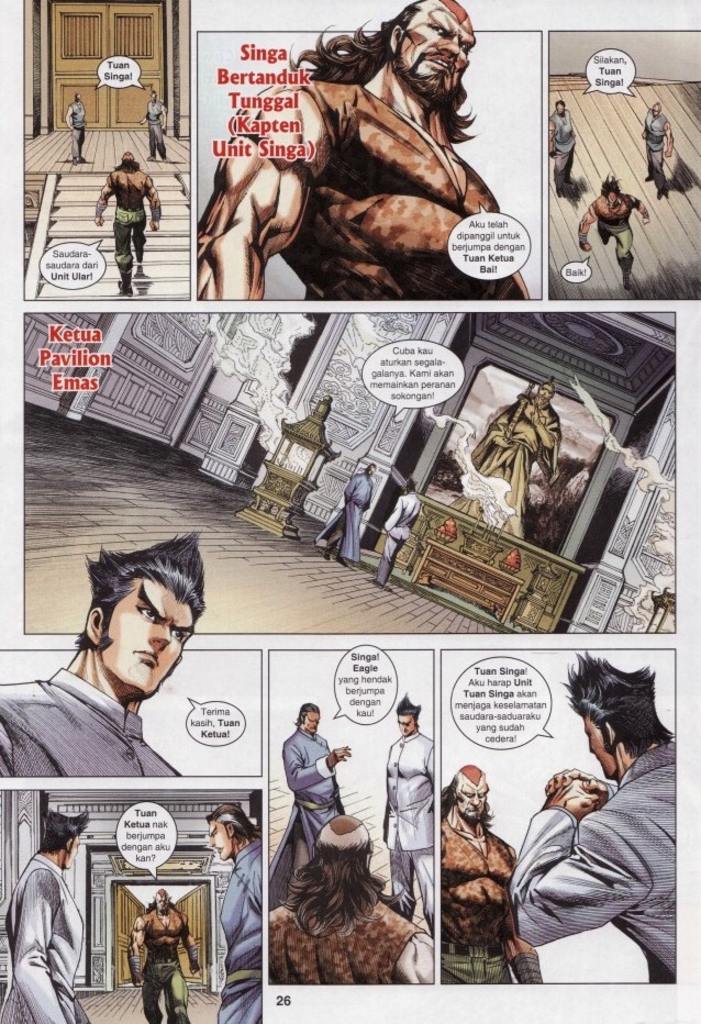 Tuan
Singa!
Saudara-
saudara dari
Unit Ular!
Singa
Bertanduk
Tunggal
(Kapten
Unit Singa)
Aku telah
dipanggil untuk
berjumpa dengan
Tuan Ketua
Bai!
Silakan,
Tuan
Singa!
Baik!
Ketua
Pavilion
Emas
Cuba kau
aturkan segala-
galanya. Kami akan
memainkan peranan
sokongan!
Terima
kasih, Tuan
Ketua!
Tuan
Ketua nak
berjumpa
dengan aku
kan?
Singa!
Eagle
yang hendak
berjumpa
dengan
kau!
Tuan Singa!
Aku harap Unit
Tuan Singa akan
menjaga keselamatan
saudara-saduaraku
yang sudah
cedera!
26